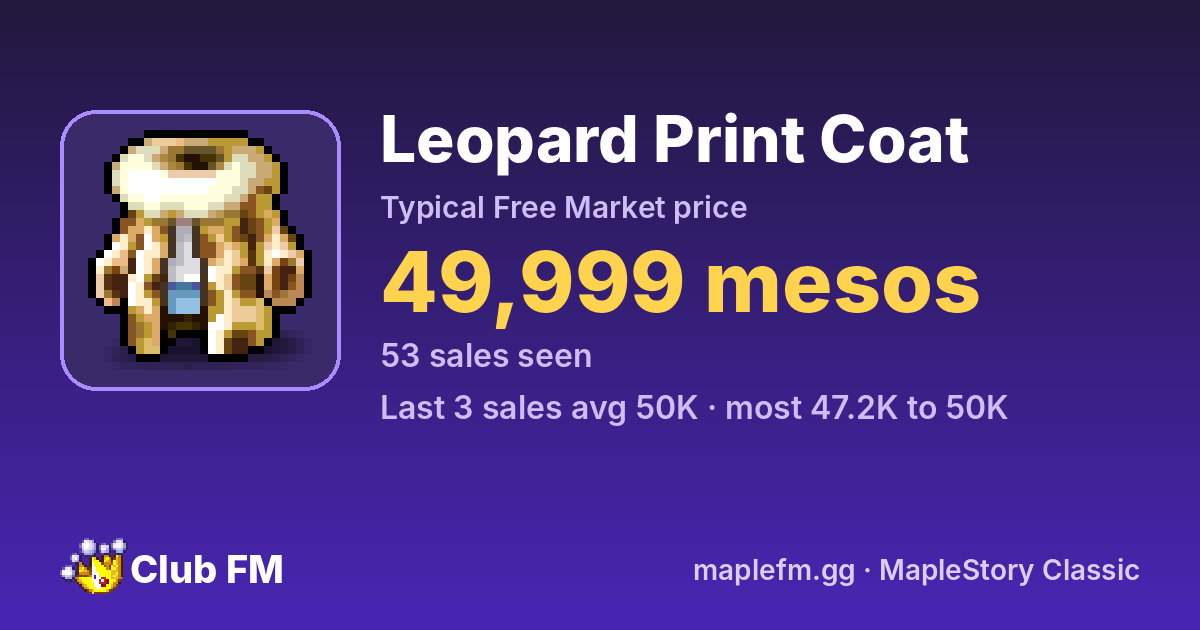 Leopard Print Coat
Typical Free Market price
49,999 mesos
53 sales seen
Last 3 sales avg 50K · most 47.2K to 50K
Club FM
maplefm.gg · MapleStory Classic